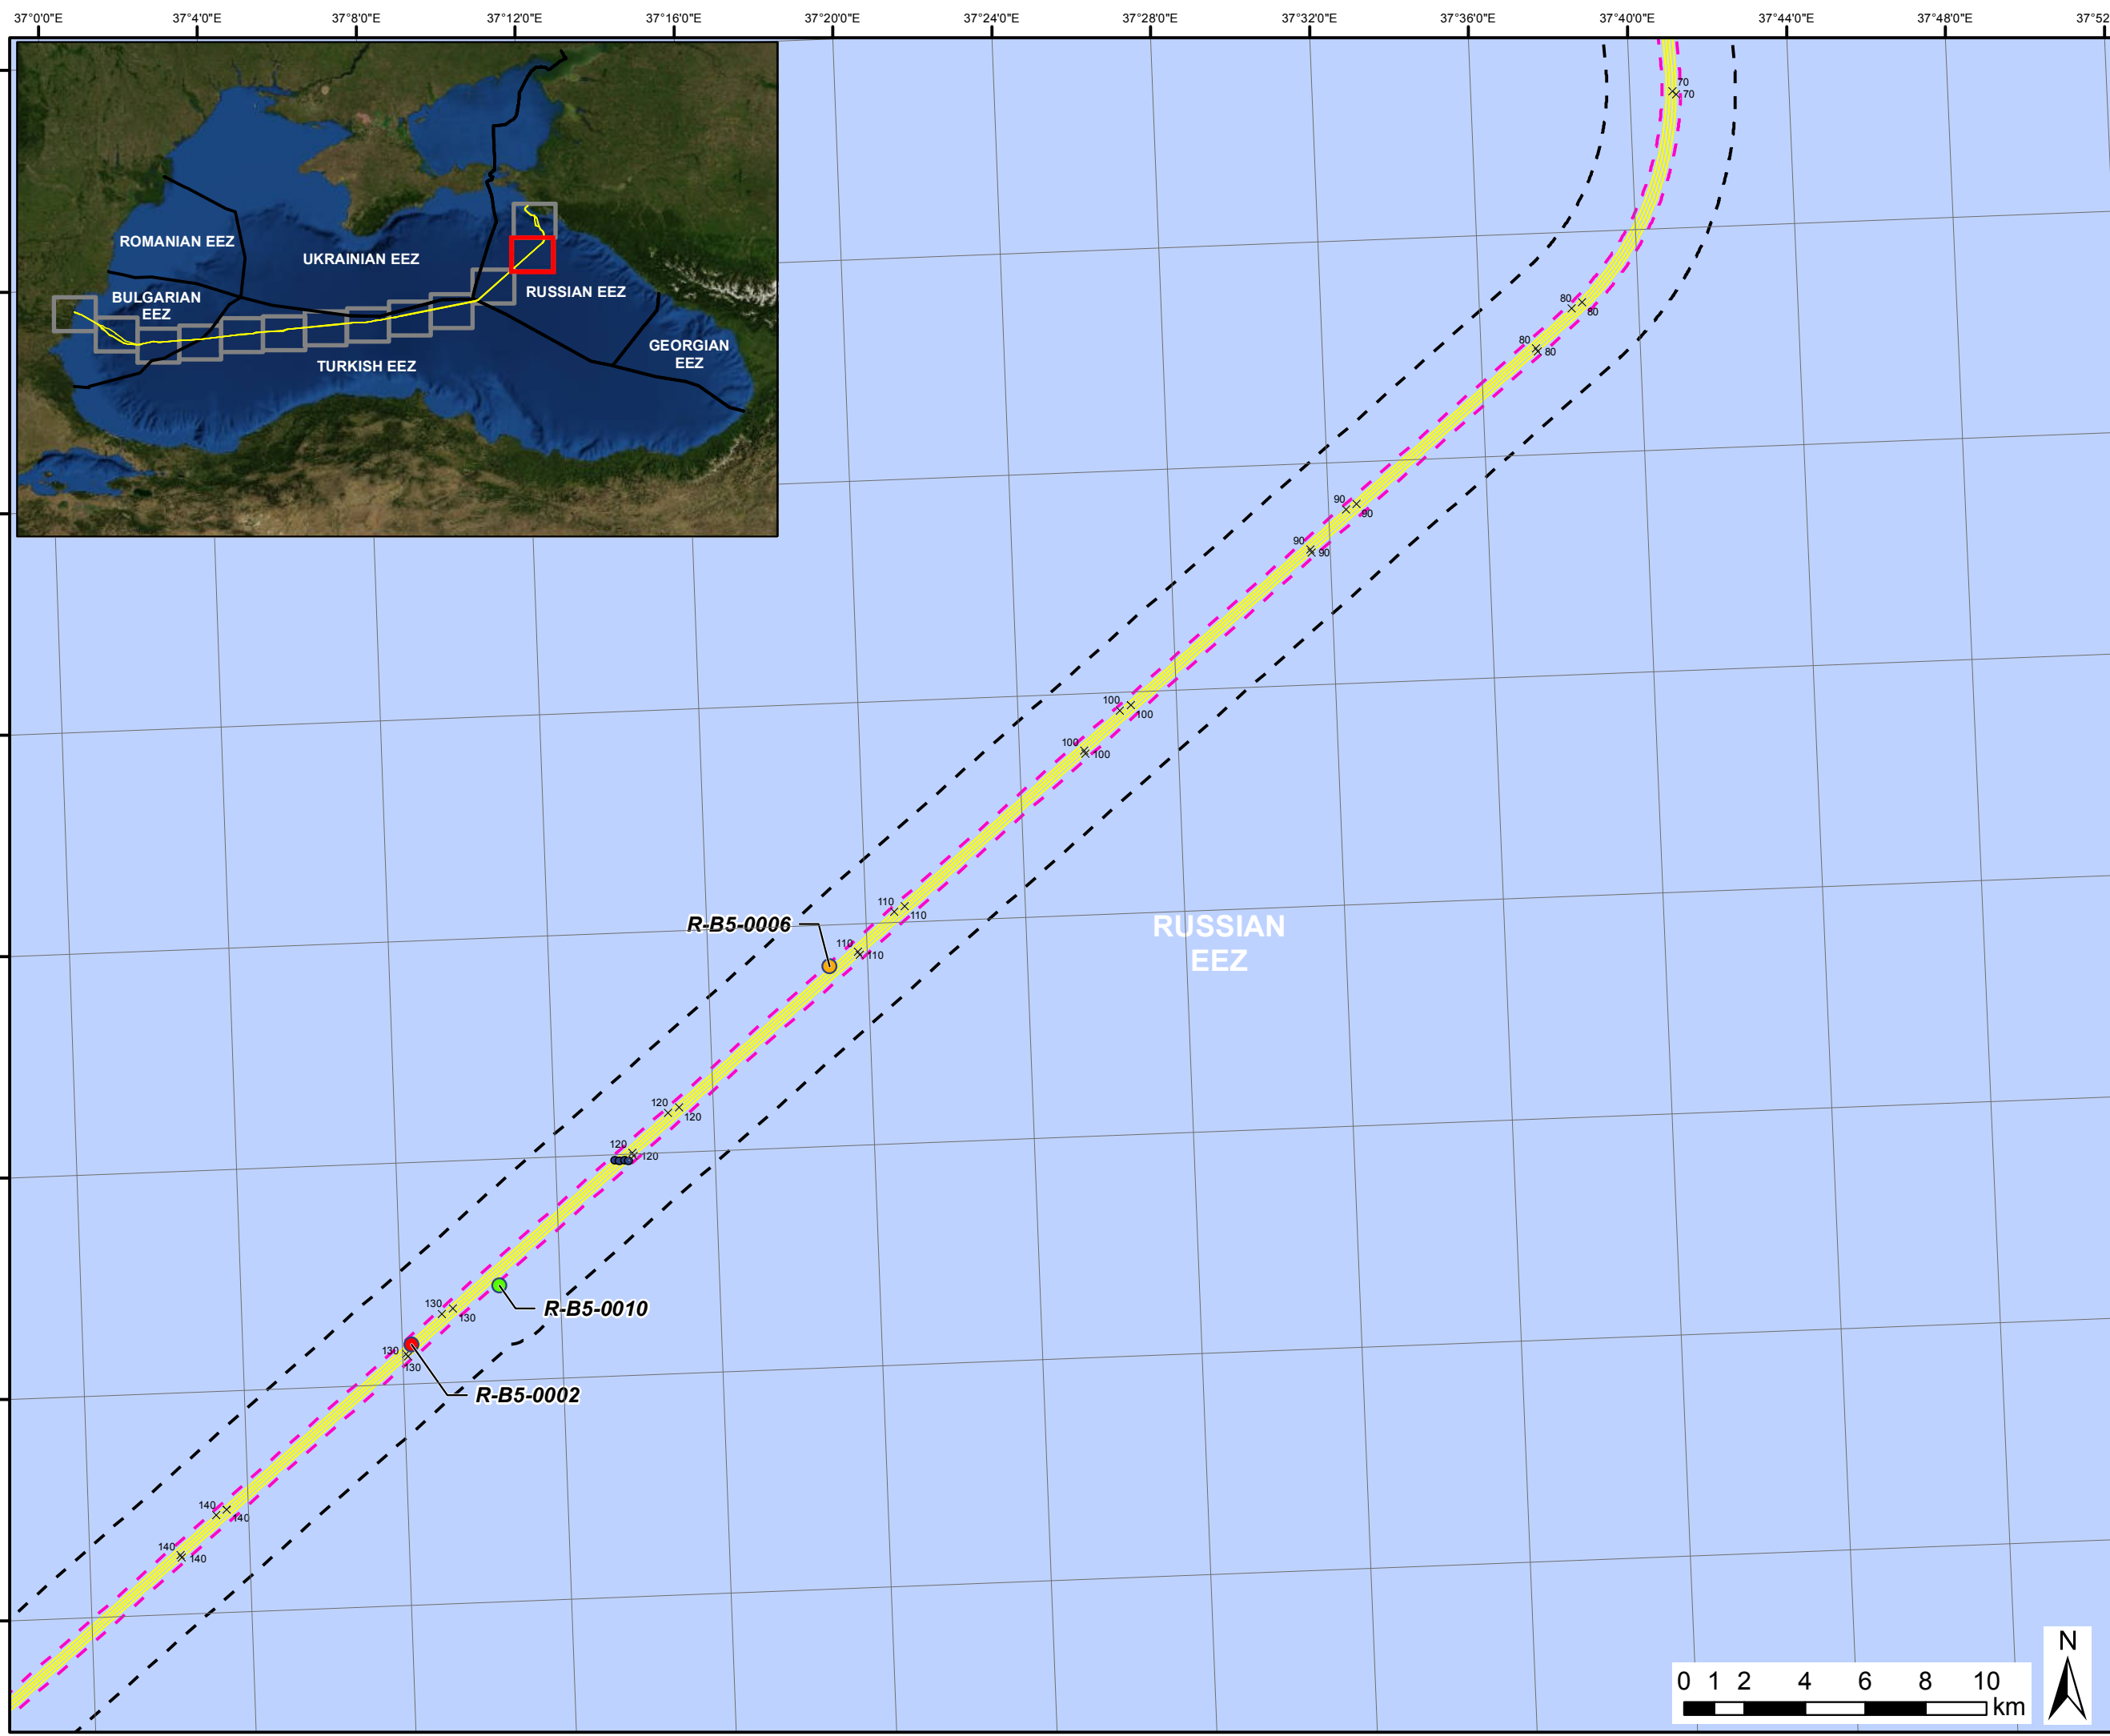 37°0'0"E 37°4'0"E 37°8'0"E 37°12'0"E 37°16'0"E 37°20'0"E 37°24'0"E 37°28'0"E 37°32'0"E 37°36'0"E 37°40'0"E 37°44'0"E 37°48'0"E 37°52
ROMANIAN EEZ
UKRAINIAN EEZ
BULGARIAN
EEZ
RUSSIAN EEZ
GEORGIAN
EEZ
TURKISH EEZ
70
70
80
80
80
80
90
90
90
90
100
100
100
100
110
110
R-B5-0006
RUSSIAN
EEZ
110
110
120
120
120
120
130
R-B5-0010
130
130
130
R-B5-0002
140
140
140
140
N
0 1 2 4 6 8 10
km